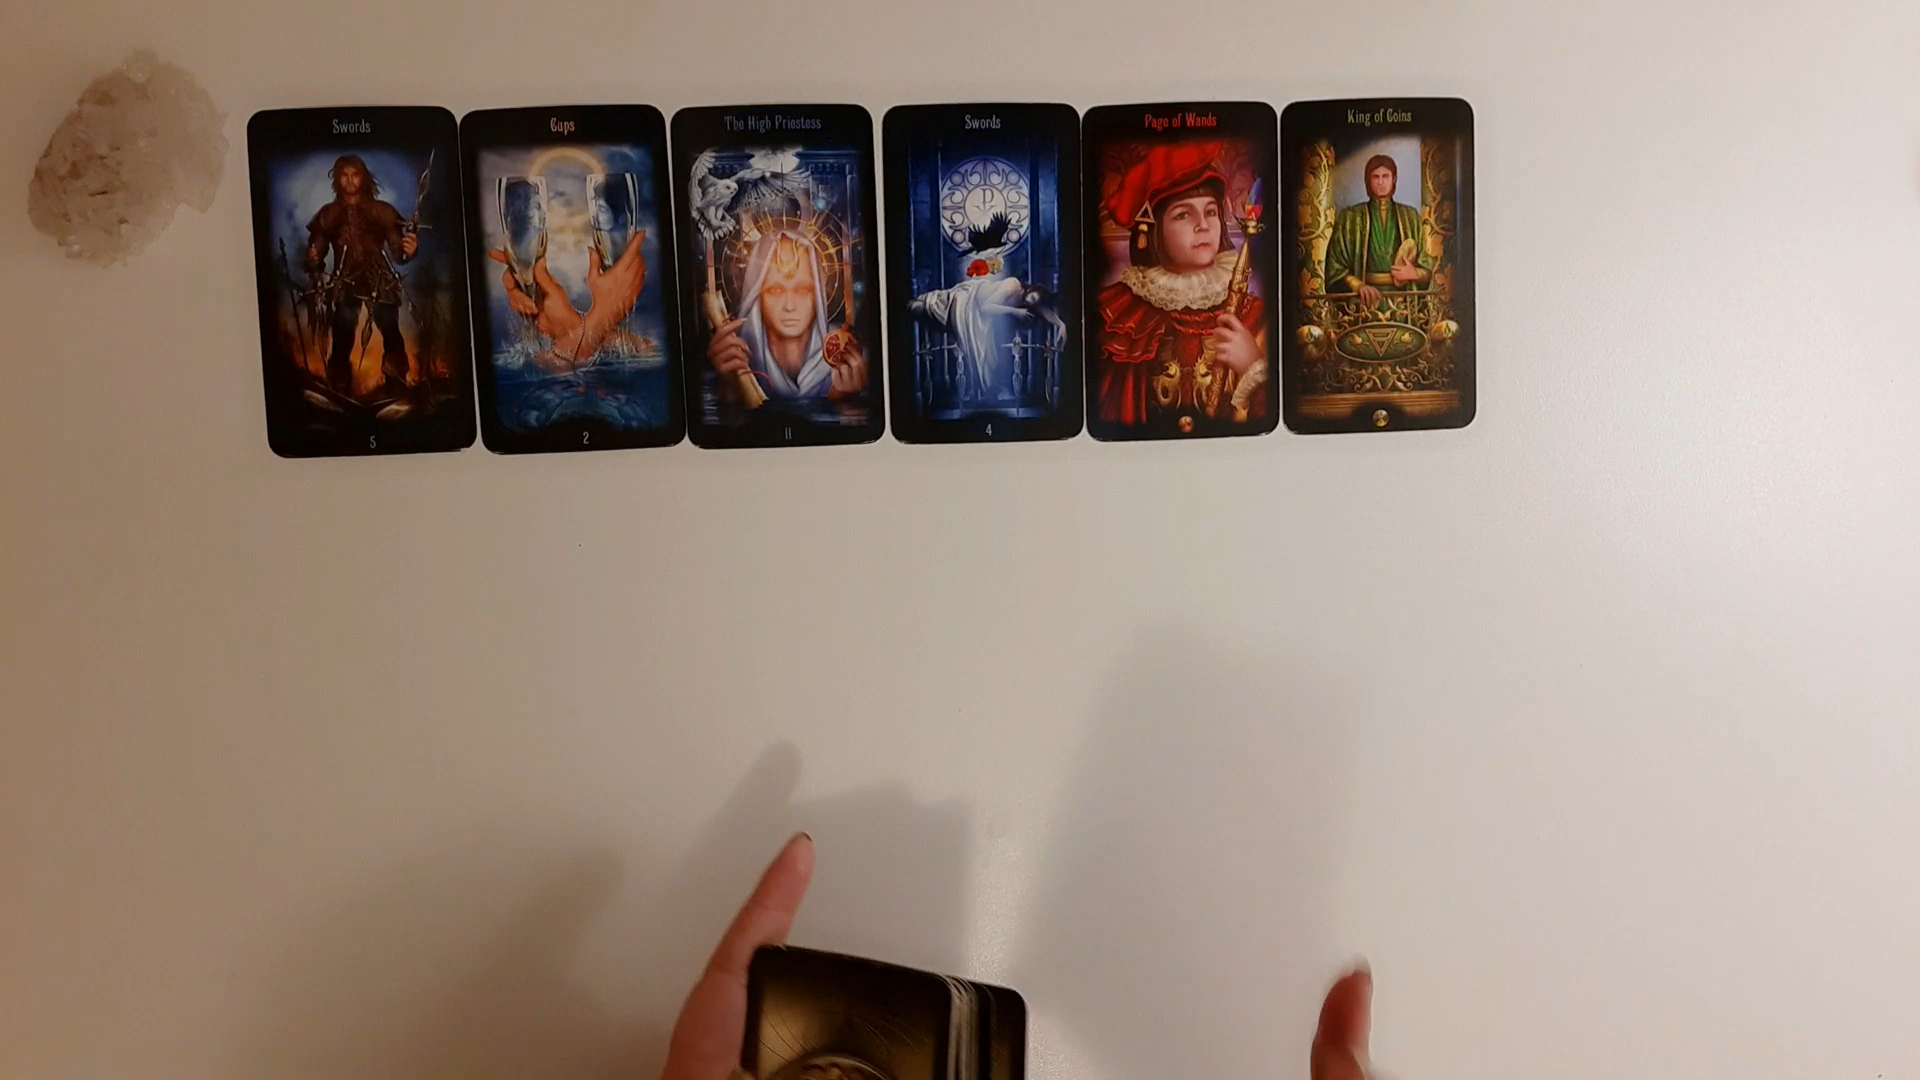 Swords
5
Cups
2
The High Priestess
II
Swords
4
Page of Wands
King of Coins